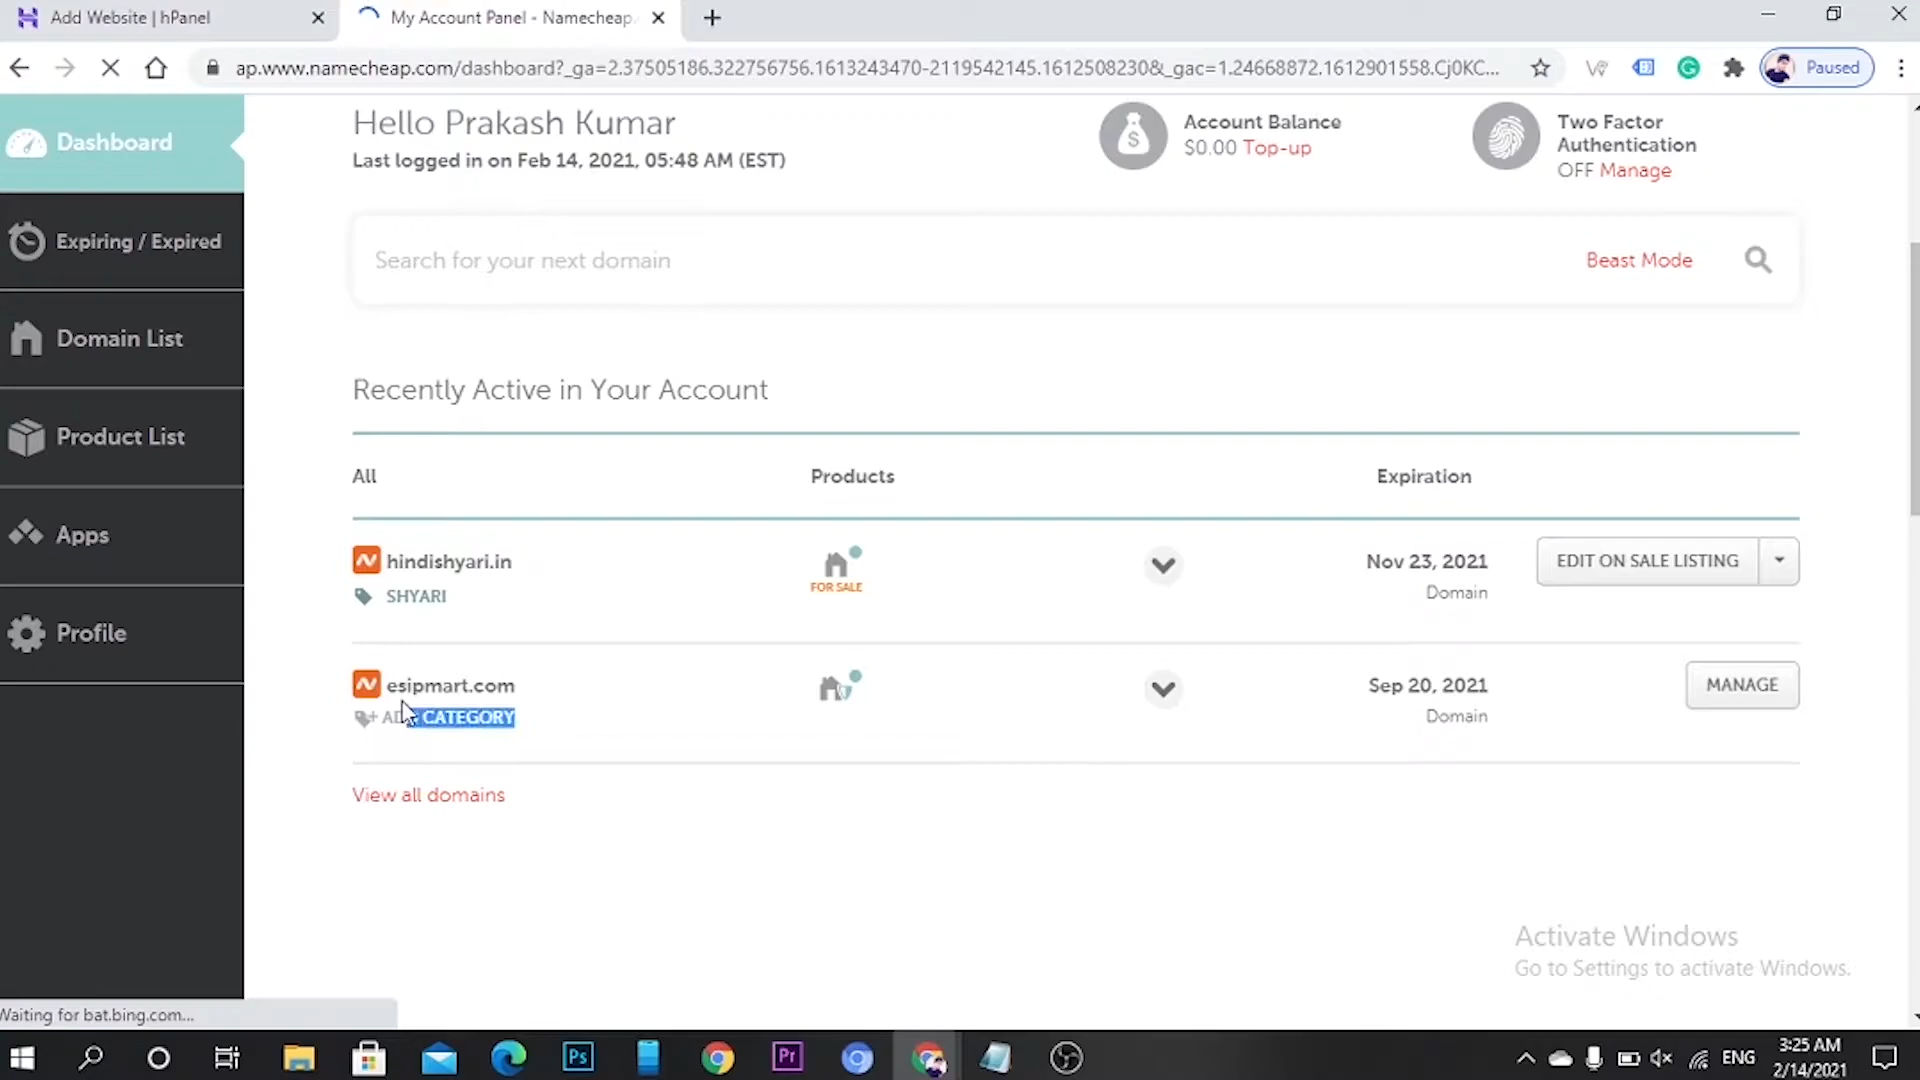 Add Website | hPanel
My Account Panel - Namecheap.
ap.www.namecheap.com/dashboard?_ga=2.37505186.322756756.1613243470-2119542145.1612508230&_gac=1.24668872.1612901558.Cj0KC...
Paused
Dashboard
Expiring / Expired
Domain List
Product List
Apps
Profile
Hello Prakash Kumar
Last logged in on Feb 14, 2021, 05:48 AM (EST)
Account Balance
$0.00 Top-up
Two Factor
Authentication
OFF Manage
Search for your next domain
Beast Mode
Recently Active in Your Account
All Products Expiration
hindishyari.in
SHYARI
FOR SALE
Nov 23, 2021
Domain
EDIT ON SALE LISTING
esipmart.com
CATEGORY
Sep 20, 2021
Domain
MANAGE
View all domains
Activate Windows
Go to Settings to activate Windows.
Waiting for bat.bing.com...
Ps
Pr
ENG
3:25 AM
2/14/2021